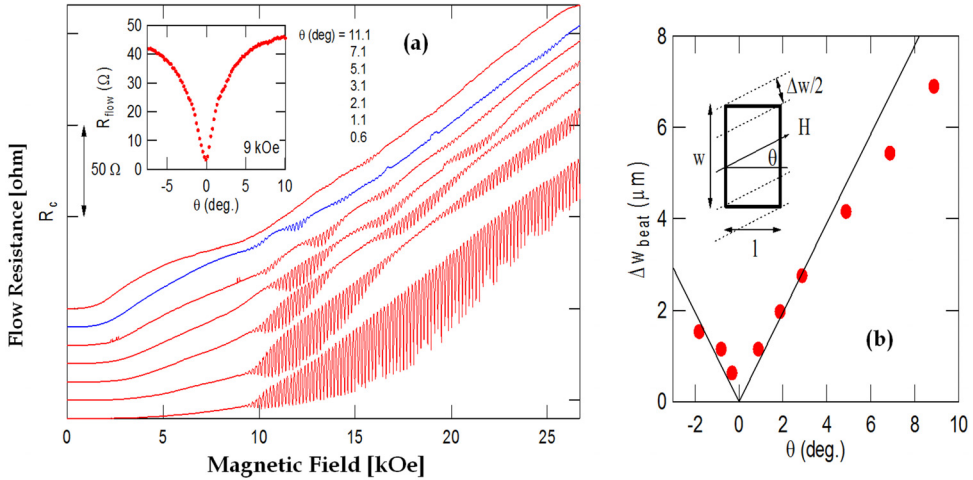 50
40
30
20
10
0
R_flow (Ω)
-5
0
5
10
θ (deg.)
9 kOe
θ (deg) = 11.1
7.1
5.1
3.1
2.1
1.1
0.6
(a)
50 Ω
R_c
Flow Resistance [ohm]
0
5
10
15
20
25
Magnetic Field [kOe]
8
6
4
2
0
Δw_beat (μm)
Δw/2
w
H
θ
l
(b)
-2
0
2
4
6
8
10
θ (deg.)